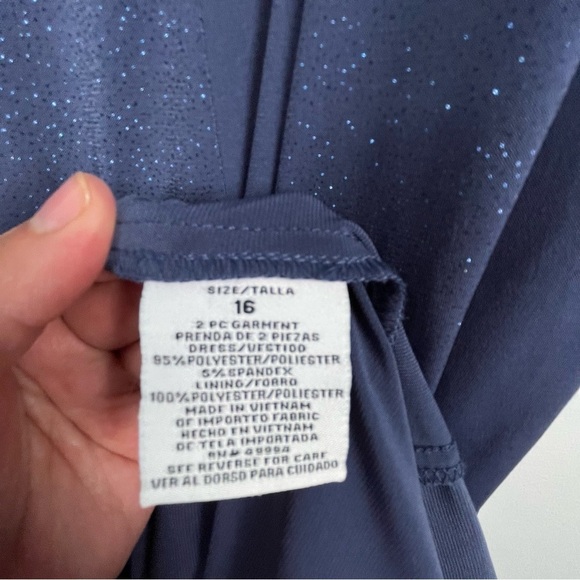 SIZE/TALLA
16
2 PC GARMENT
PRENDA DE 2 PIEZAS
DRESS/VESTIDO
95%POLYESTER/POLIESTER
5%SPANDEX
LINING/FORRO
100%POLYESTER/POLIESTER
MADE IN VIETNAM
OF IMPORTED FABRIC
HECHO EN VIETNAM
DE TELA IMPORTADA
RN# 49994
SEE REVERSE FOR CARE
VER AL DORSO PARA CUIDADO